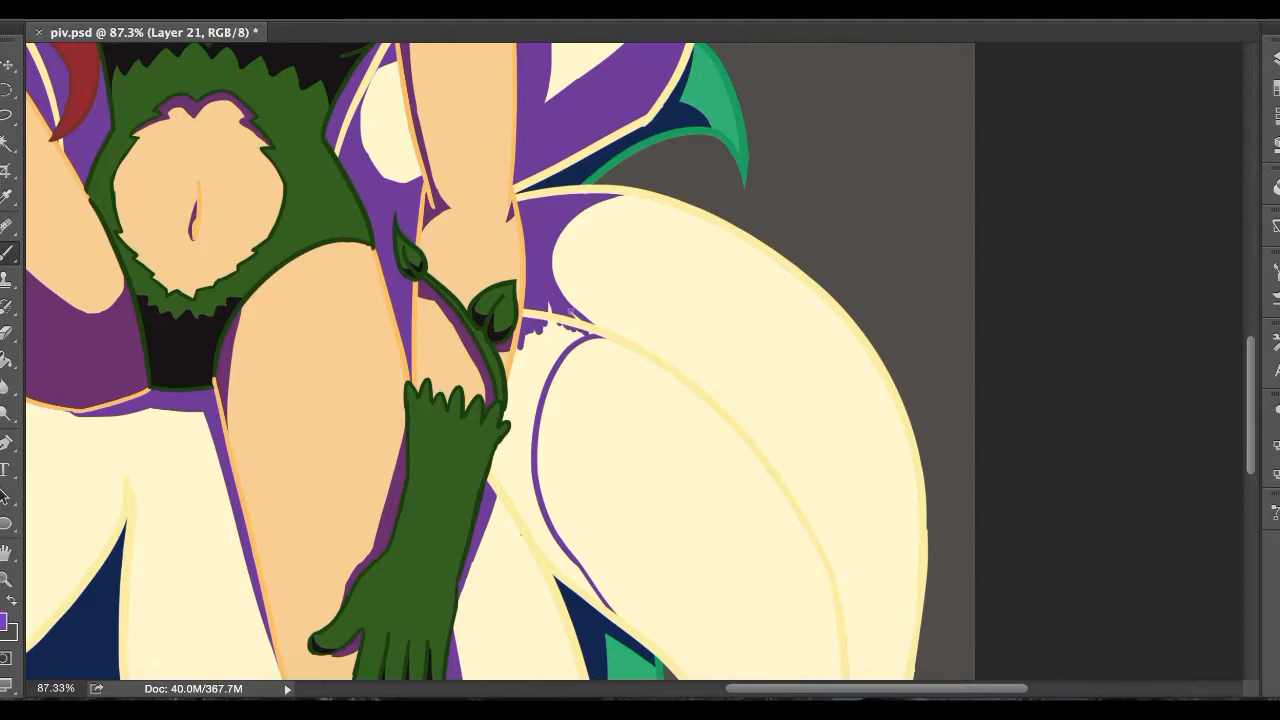 piv.psd @ 87.3% (Layer 21, RGB/8) *
87.33%
Doc: 40.0M/367.7M